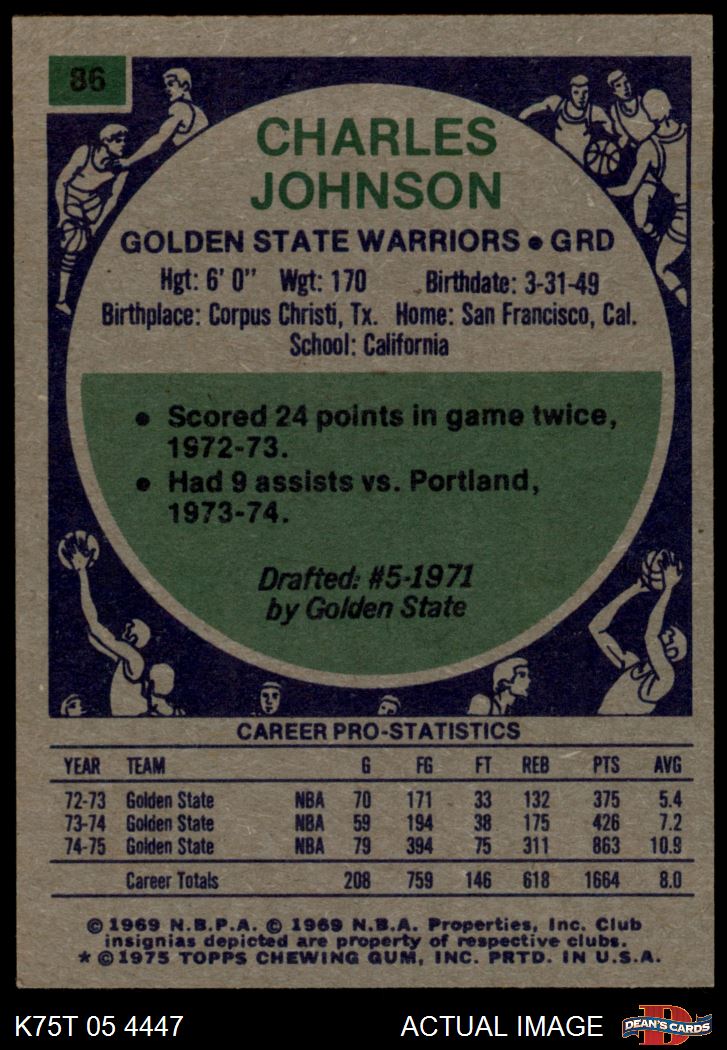 86
CHARLES
JOHNSON
GOLDEN STATE WARRIORS • GRD
Hgt: 6' 0" Wgt: 170 Birthdate: 3-31-49
Birthplace: Corpus Christi, Tx. Home: San Francisco, Cal.
School: California
• Scored 24 points in game twice,
1972-73.
• Had 9 assists vs. Portland,
1973-74.
Drafted: #5-1971
by Golden State
CAREER PRO-STATISTICS
YEAR TEAM G FG FT REB PTS AVG
72-73 Golden State NBA 70 171 33 132 375 5.4
73-74 Golden State NBA 59 194 38 175 426 7.2
74-75 Golden State NBA 79 394 75 311 863 10.9
Career Totals 208 759 146 618 1664 8.0
© 1969 N.B.P.A. © 1969 N.B.A. Properties, Inc. Club
insignias depicted are property of respective clubs.
* © 1975 TOPPS CHEWING GUM, INC. PRTD. IN U.S.A.
K75T 05 4447 ACTUAL IMAGE D DEAN'S CARDS